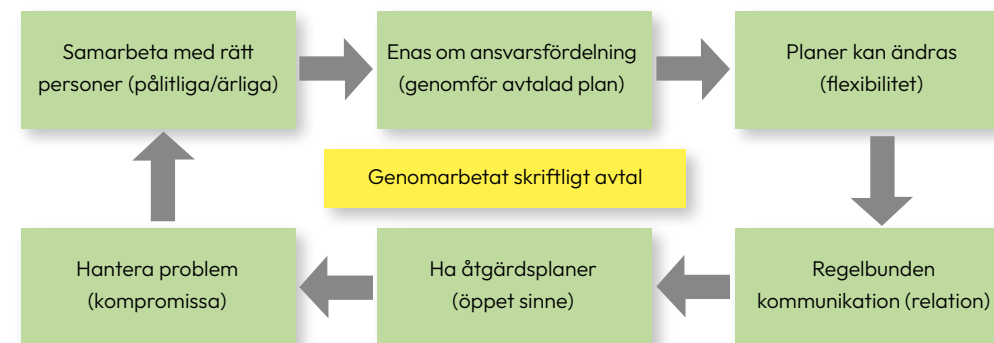 Samarbeta med rätt
personer (pålitliga/ärliga)
Enas om ansvarsfördelning
(genomför avtalad plan)
Planer kan ändras
(flexibilitet)
Genomarbetat skriftligt avtal
Hantera problem
(kompromissa)
Ha åtgärdsplaner
(öppet sinne)
Regelbunden
kommunikation (relation)